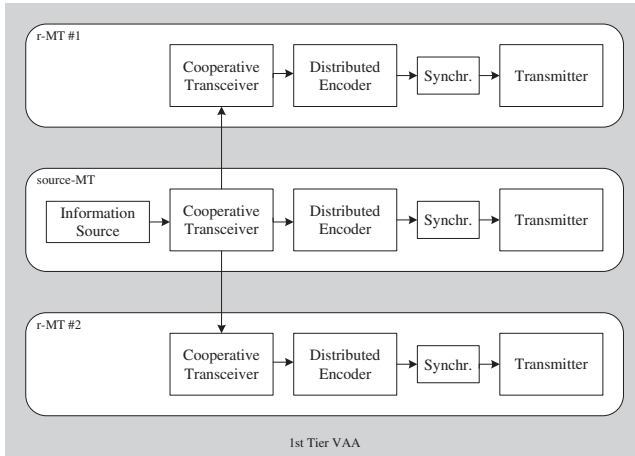 r-MT #1
Cooperative
Transceiver
Distributed
Encoder
Synchr.
Transmitter
source-MT
Information
Source
Cooperative
Transceiver
Distributed
Encoder
Synchr.
Transmitter
r-MT #2
Cooperative
Transceiver
Distributed
Encoder
Synchr.
Transmitter
1st Tier VAA